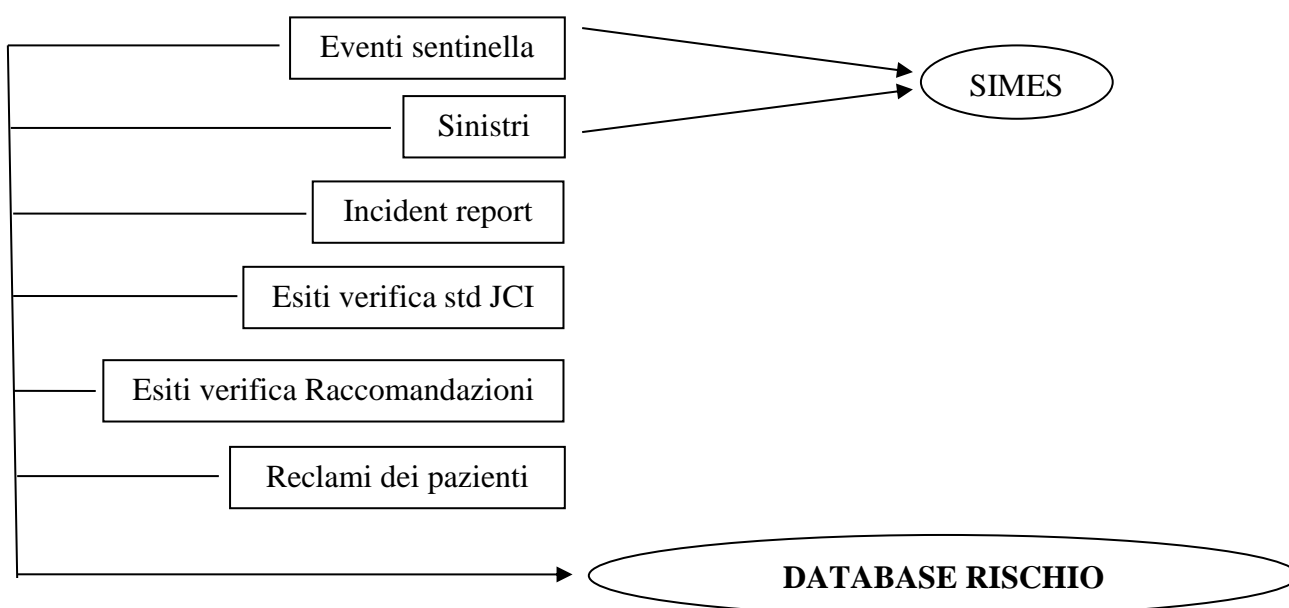 Eventi sentinella
SIMES
Sinistri
Incident report
Esiti verifica std JCI
Esiti verifica Raccomandazioni
Reclami dei pazienti
DATABASE RISCHIO